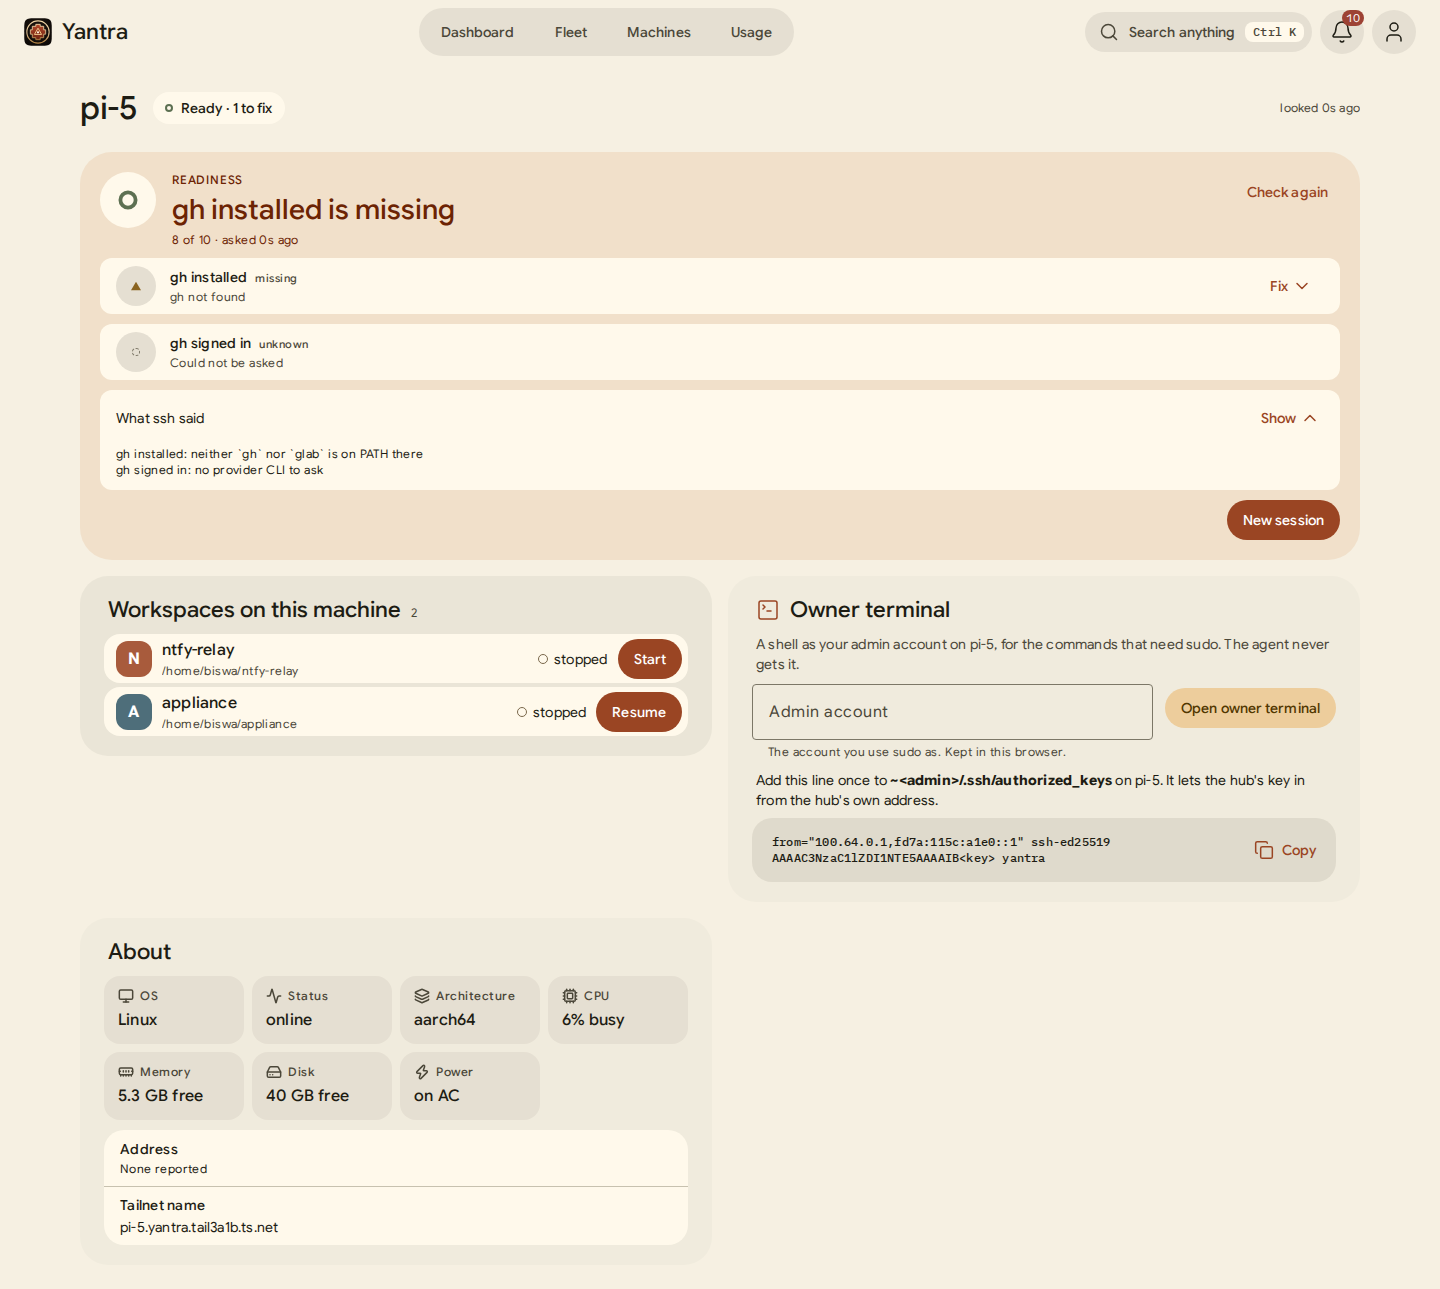 Yantra
Dashboard
Fleet
Machines
Usage
Search anything
Ctrl K
10
pi-5
Ready · 1 to fix
looked 0s ago
READINESS
gh installed is missing
8 of 10 · asked 0s ago
Check again
gh installed missing
gh not found
Fix
gh signed in unknown
Could not be asked
What ssh said
Show
gh installed: neither `gh` nor `glab` is on PATH there
gh signed in: no provider CLI to ask
New session
Workspaces on this machine 2
N
ntfy-relay
/home/biswa/ntfy-relay
stopped
Start
A
appliance
/home/biswa/appliance
stopped
Resume
Owner terminal
A shell as your admin account on pi-5, for the commands that need sudo. The agent never
gets it.
Admin account
Open owner terminal
The account you use sudo as. Kept in this browser.
Add this line once to ~<admin>/.ssh/authorized_keys on pi-5. It lets the hub's key in
from the hub's own address.
from="100.64.0.1,fd7a:115c:a1e0::1" ssh-ed25519
AAAAC3NzaC1lZDI1NTE5AAAAIB<key> yantra
Copy
About
OS
Linux
Status
online
Architecture
aarch64
CPU
6% busy
Memory
5.3 GB free
Disk
40 GB free
Power
on AC
Address
None reported
Tailnet name
pi-5.yantra.tail3a1b.ts.net